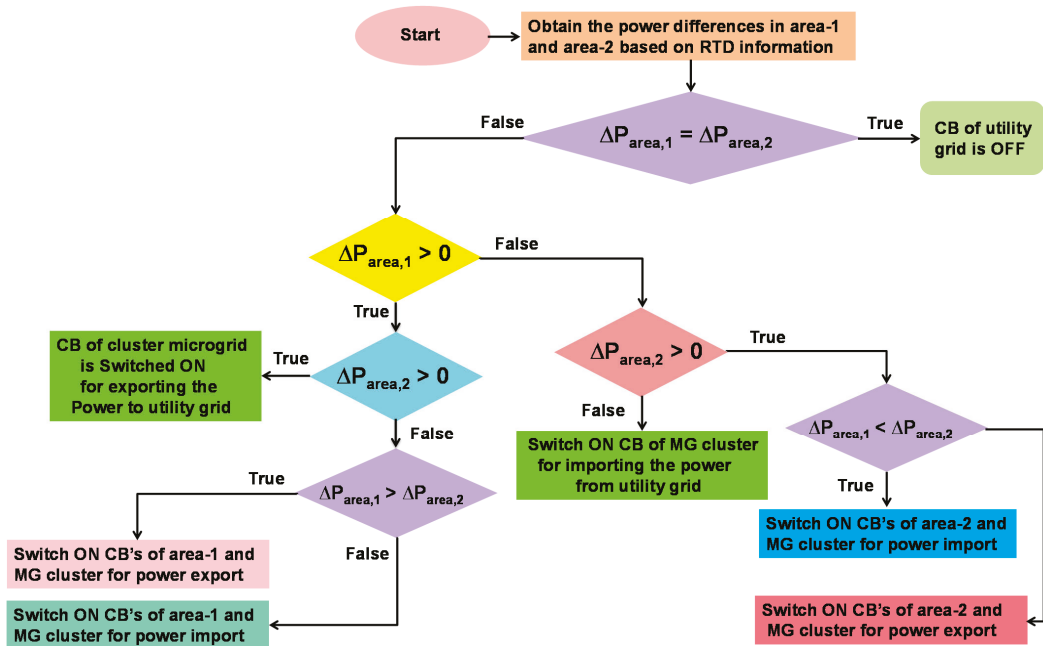 Start
Obtain the power differences in area-1
and area-2 based on RTD information
False
ΔParea,1 = ΔParea,2
True
CB of utility
grid is OFF
ΔParea,1 > 0
False
True
CB of cluster microgrid
is Switched ON
for exporting the
Power to utility grid
True
ΔParea,2 > 0
ΔParea,2 > 0
True
False
False
ΔParea,1 < ΔParea,2
Switch ON CB of MG cluster
for importing the power
from utility grid
True
ΔParea,1 > ΔParea,2
True
False
Switch ON CB's of area-2 and
MG cluster for power import
Switch ON CB's of area-1 and
MG cluster for power export
Switch ON CB's of area-1 and
MG cluster for power import
Switch ON CB's of area-2 and
MG cluster for power export